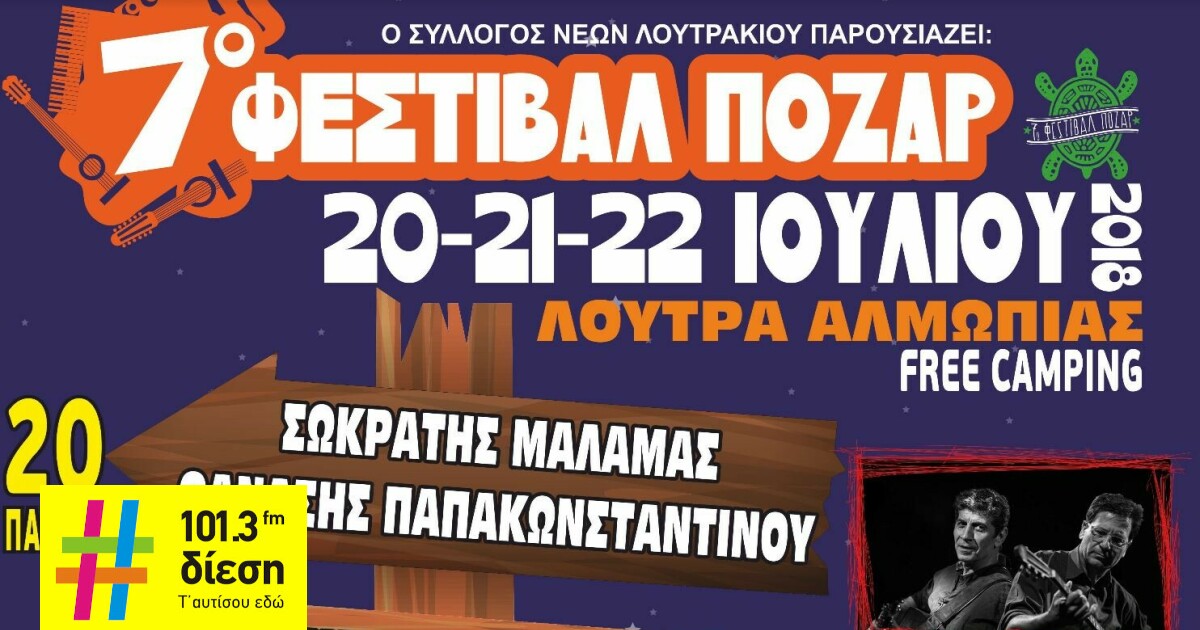 Ο ΣΥΛΛΟΓΟΣ ΝΕΩΝ ΛΟΥΤΡΑΚΙΟΥ ΠΑΡΟΥΣΙΑΖΕΙ:
7ο ΦΕΣΤΙΒΑΛ ΠΟΖΑΡ
7ο ΦΕΣΤΙΒΑΛ ΠΟΖΑΡ
20-21-22 ΙΟΥΛΙΟΥ 2018
ΛΟΥΤΡΑ ΑΛΜΩΠΙΑΣ
FREE CAMPING
20
ΣΩΚΡΑΤΗΣ ΜΑΛΑΜΑΣ
ΠΑΠΑΚΩΝΣΤΑΝΤΙΝΟΥ
101.3 fm
δίεση
Τ'αυτίσου εδώ